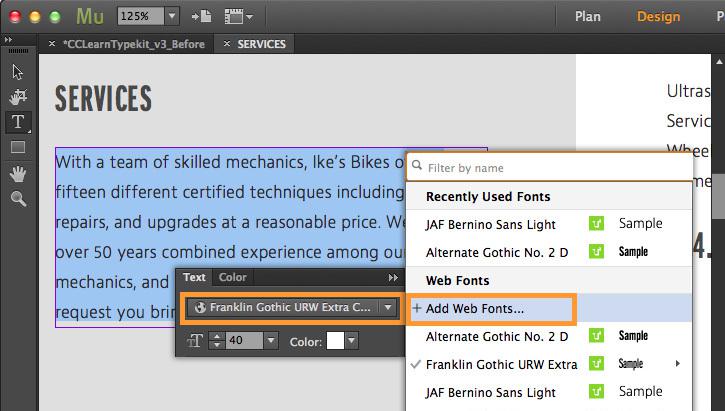 Mu 125% Plan Design
*CCLearnTypekit_v3_Before SERVICES
SERVICES
With a team of skilled mechanics, Ike's Bikes o
fifteen different certified techniques including
repairs, and upgrades at a reasonable price. We
over 50 years combined experience among ou
mechanics, and
request you brin
Ultras
Servic
Whee
4.
Text Color
Franklin Gothic URW Extra C...
T 40 Color:
Filter by name
Recently Used Fonts
JAF Bernino Sans Light Sample
Alternate Gothic No. 2 D Sample
Web Fonts
+ Add Web Fonts...
Alternate Gothic No. 2 D Sample
Franklin Gothic URW Extra Sample
JAF Bernino Sans Light Sample